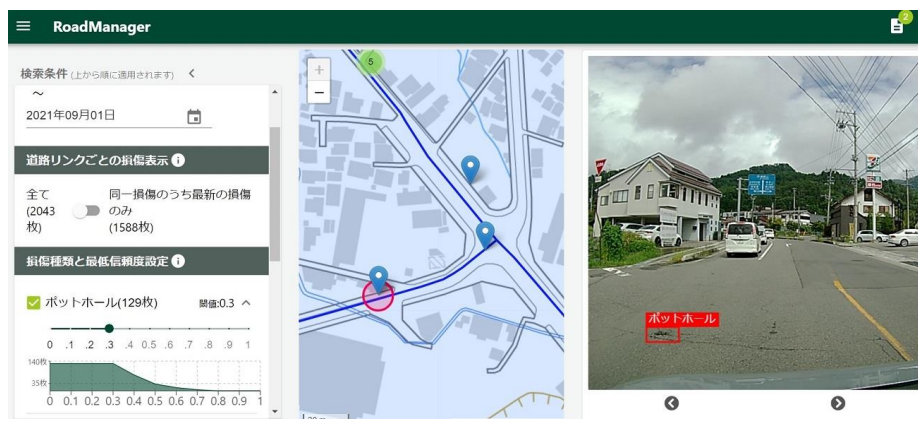 RoadManager
2
検索条件 (上から順に適用されます)
～
2021年09月01日
道路リンクごとの損傷表示
全て
(2043
枚)
同一損傷のうち最新の損傷
のみ
(1588枚)
損傷種類と最低信頼度設定
ポットホール(129枚)
閾値:0.3
0 .1 .2 .3 .4 0.5 .6 .7 .8 .9 1
140枚
35枚
0 0.1 0.2 0.3 0.4 0.5 0.6 0.7 0.8 0.9 1
+
−
5
ポットホール